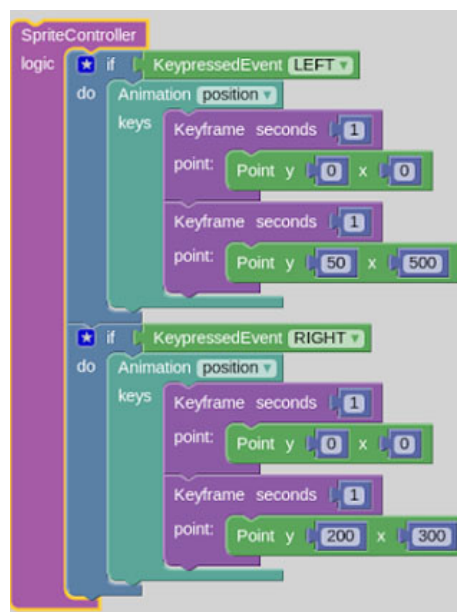 SpriteController
logic if KeypressedEvent LEFT
do Animation position
keys Keyframe seconds 1
point: Point y 0 x 0
Keyframe seconds 1
point: Point y 50 x 500
if KeypressedEvent RIGHT
do Animation position
keys Keyframe seconds 1
point: Point y 0 x 0
Keyframe seconds 1
point: Point y 200 x 300